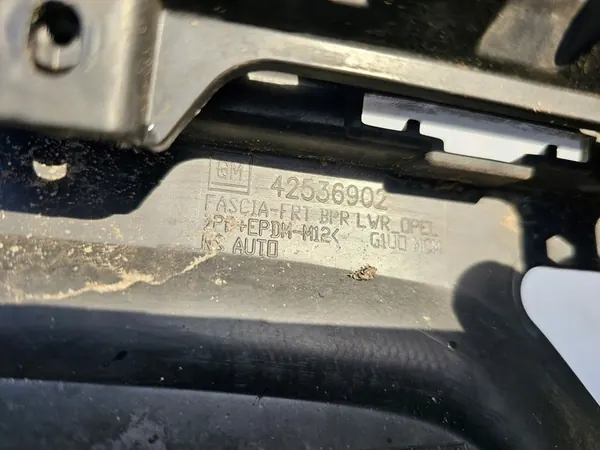 GM 42536902
FASCIA-FRT BPR LWR OPEL
>PP+EPDM-M12<
NS AUTO